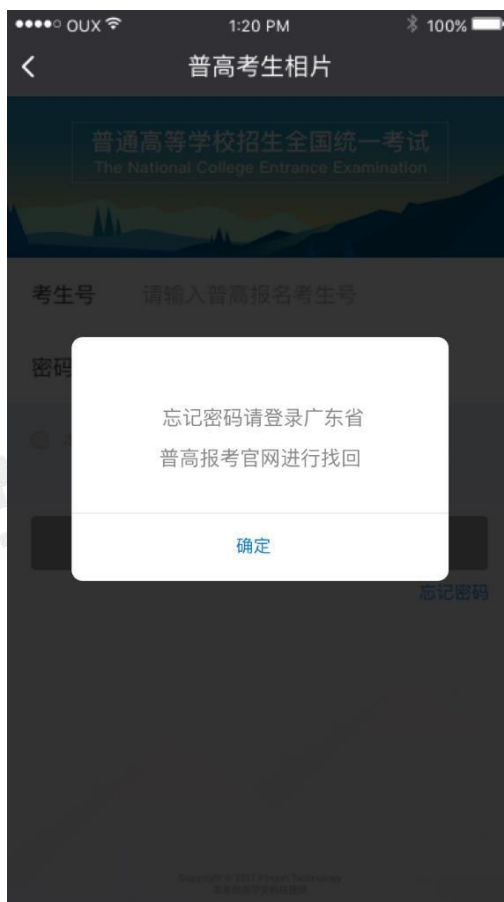 OUX
1:20 PM
100%
普高考生相片
普通高等学校招生全国统一考试
The National College Entrance Examination
考生号
请输入普高报名考生号
密码
忘记密码请登录广东省
普高报考官网进行找回
确定
忘记密码